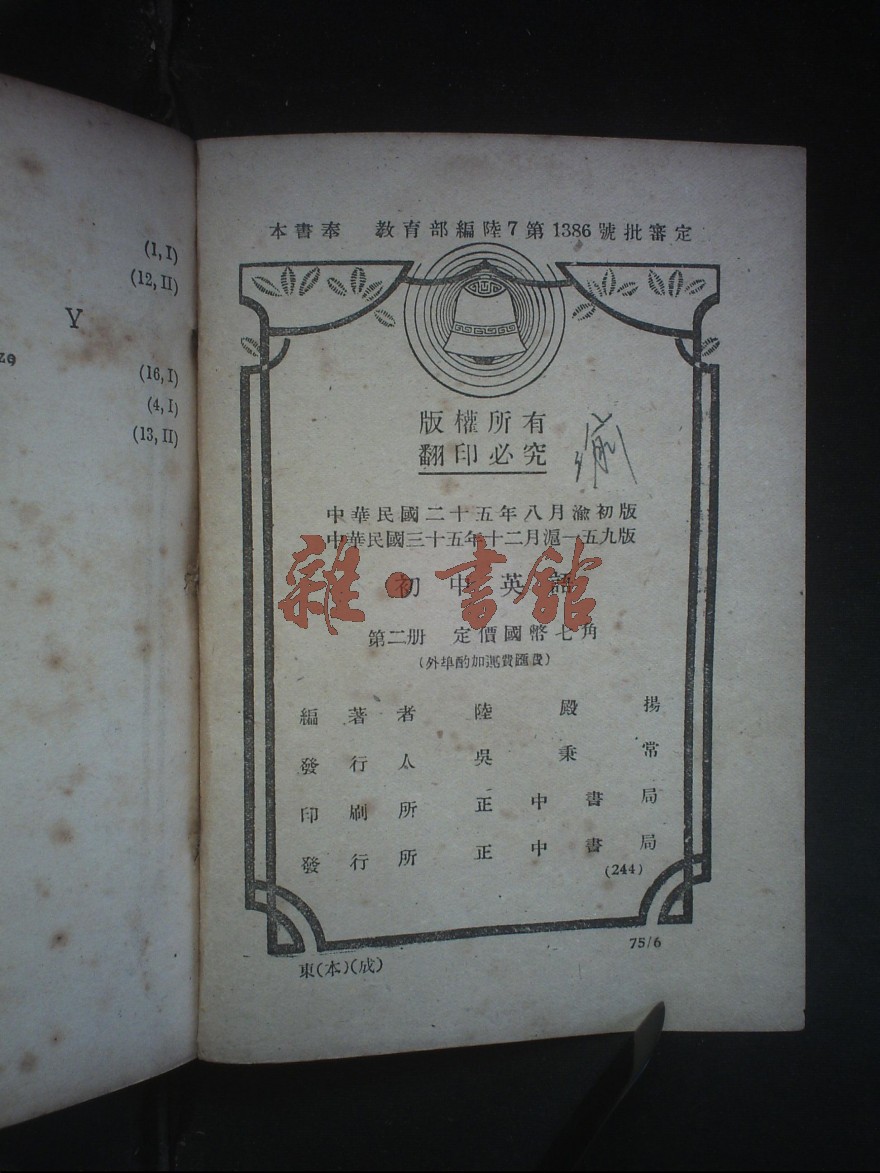 (1, I)
(12, II)
Y
(16, I)
(4, I)
(13, II)
本書奉 教育部編陸7第1386號批審定
版權所有
翻印必究
中華民國二十五年八月渝初版
中華民國三十五年十二月滬一五九版
初中英語
雜·書館
第二册 定價國幣七角
(外埠酌加運費匯費)
編著者 陸殿揚
發行人 吳秉常
印刷所 正中書局
發行所 正中書局
(244)
75/6
東(本)(成)